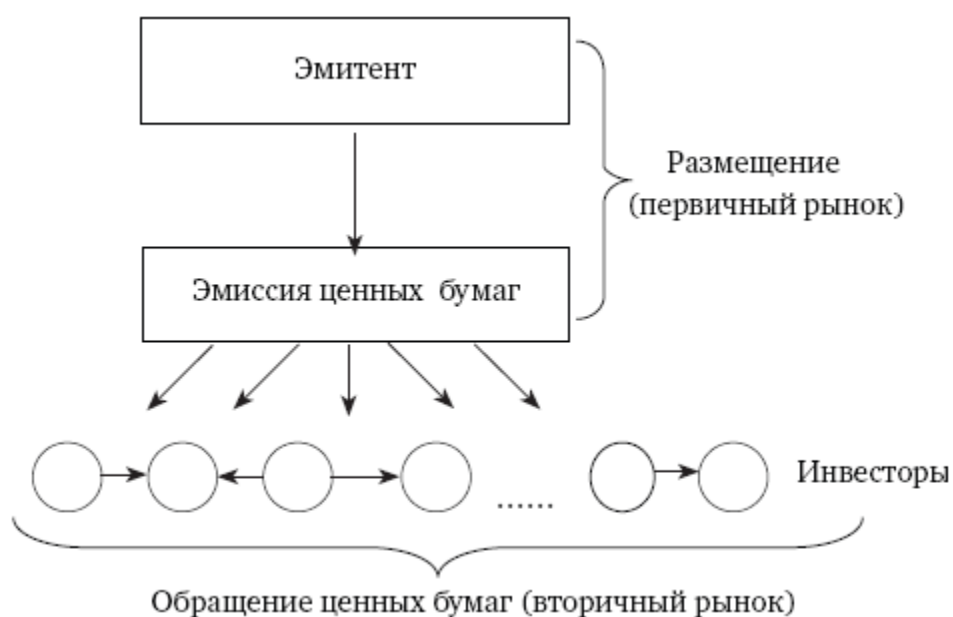 Эмитент
Размещение
(первичный рынок)
Эмиссия ценных бумаг
Инвесторы
......
Обращение ценных бумаг (вторичный рынок)